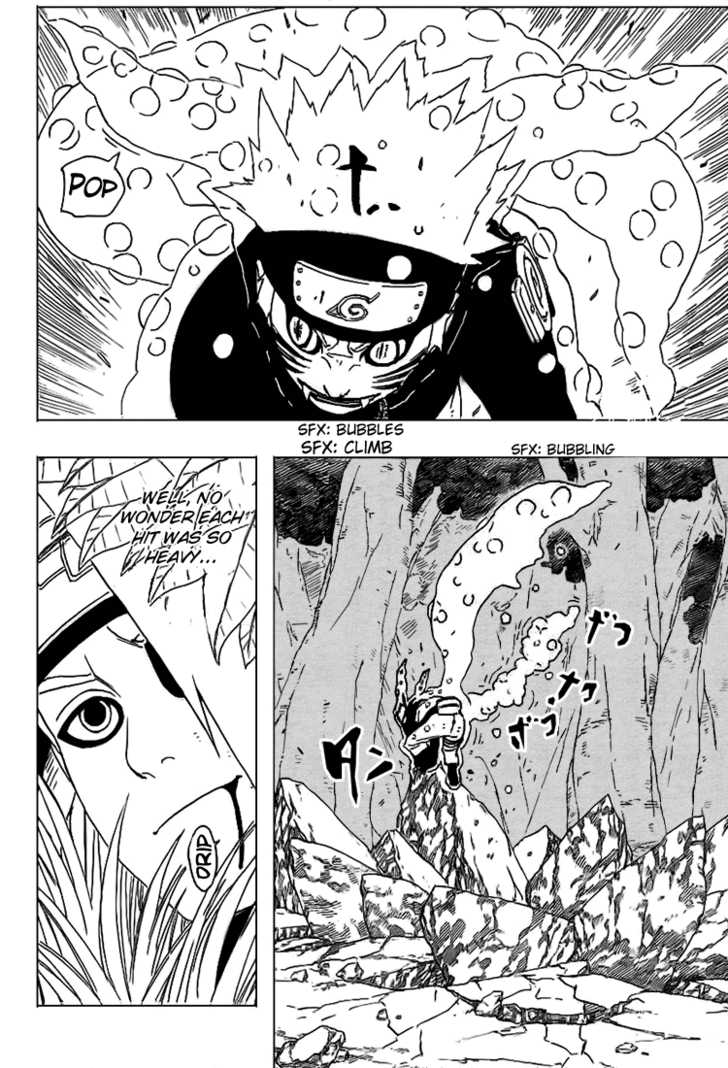 POP
SFX: BUBBLES
SFX: CLIMB
SFX: BUBBLING
WELL, NO
WONDER EACH
HIT WAS SO
HEAVY...
DRIP